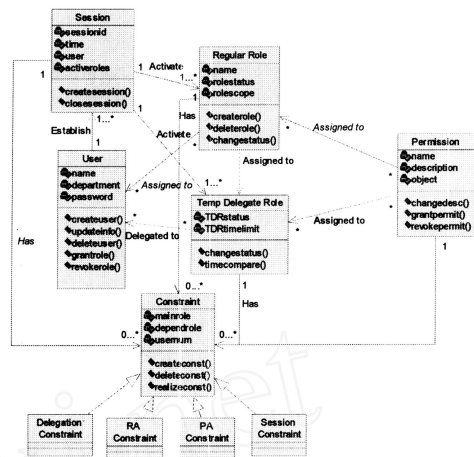 Session
sessionid
time
user
activeroles
createsession()
closesession()
1
1
Activate
1...*
Regular Role
name
rolestatus
rolescope
createrole()
deleterole()
changestatus()
1
Has
1
Establish
1...*
1
Activate
Assigned to
User
name
department
password
createuser()
updateinfo()
deleteuser()
grantrole()
revokerole()
Assigned to
Assigned to
1...*
Permission
name
description
object
changedesc()
grantpermit()
revokepermit()
1
Temp Delegate Role
TDRstatus
TDRtimelimit
changestatus()
timecompare()
1
Delegated to
Assigned to
Has
Has
0...*
0...*
0...*
Constraint
mainrole
dependrole
usernum
createconst()
deleteconst()
realizeconst()
Delegation Constraint
RA Constraint
PA Constraint
Session Constraint